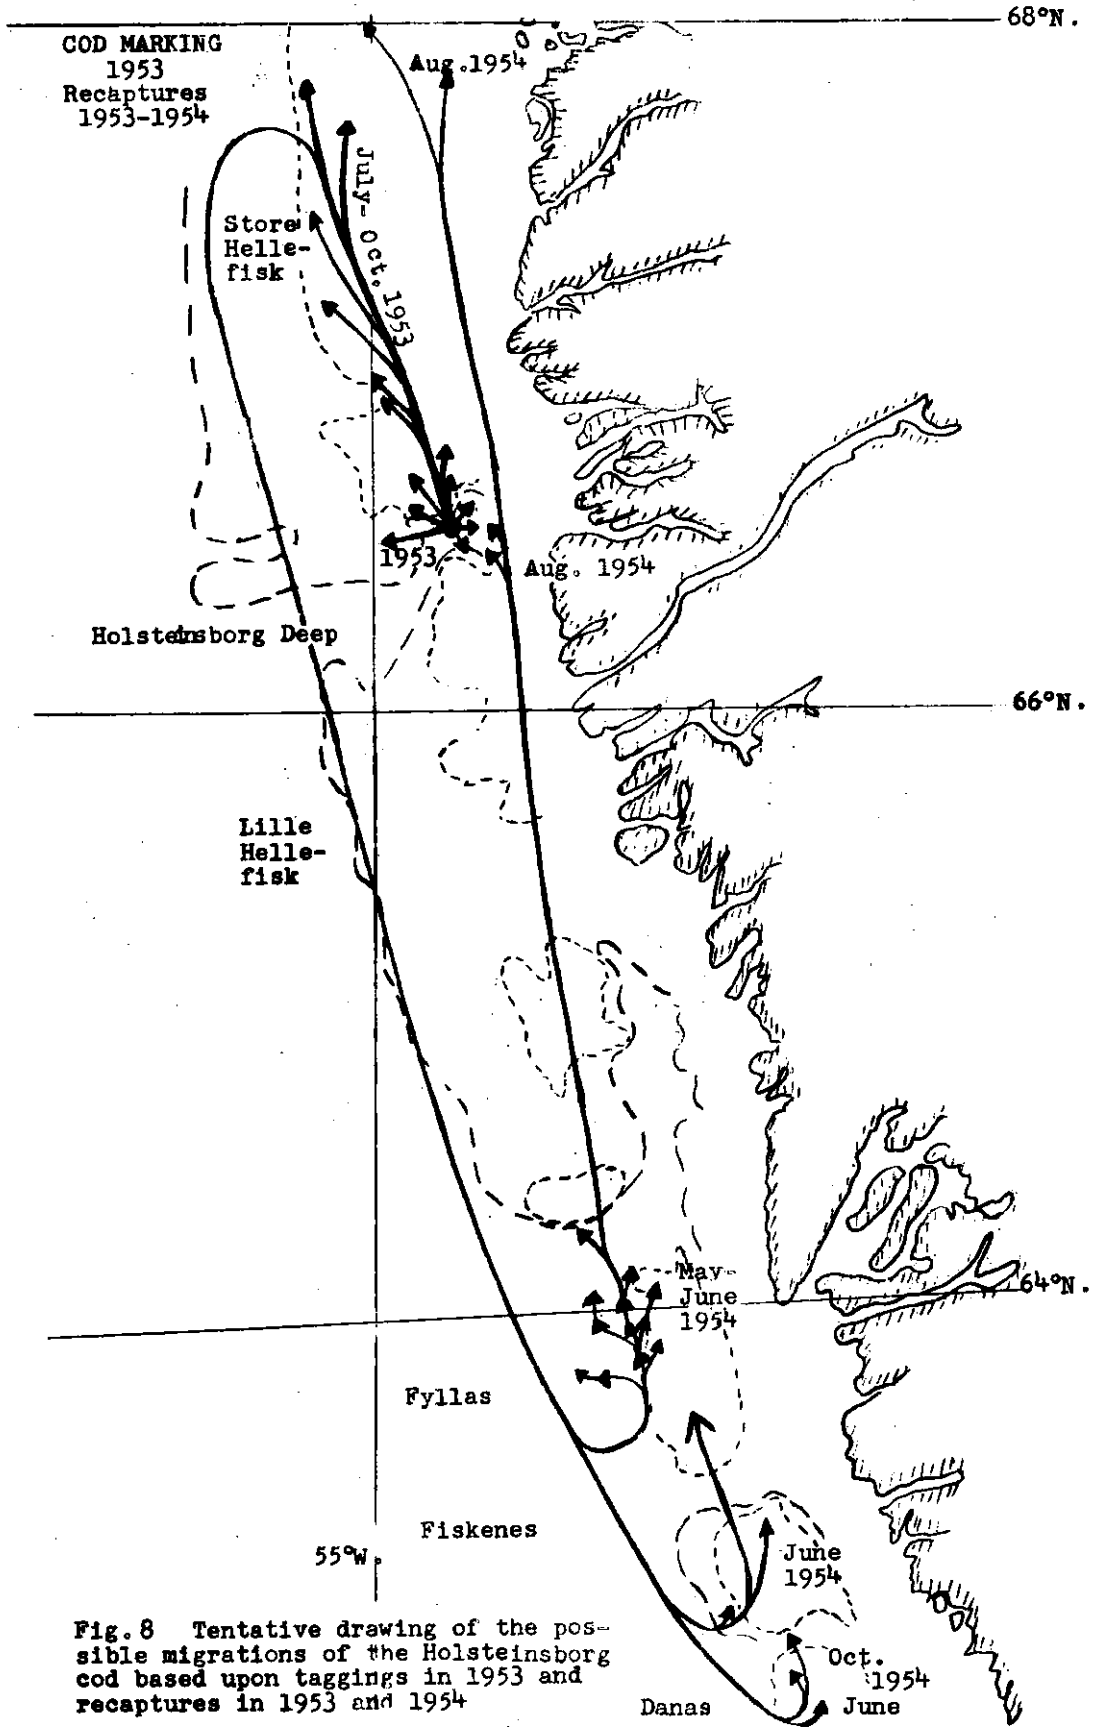 68°N.
COD MARKING
1953
Recaptures
1953-1954
Aug.1954
July-Oct. 1953
Store
Helle-
fisk
1953
Aug. 1954
Holsteinsborg Deep
66°N.
Lille
Helle-
fisk
May-
June
1954
64°N.
Fyllas
Fiskenes
55°W
June
1954
Fig.8 Tentative drawing of the pos-
sible migrations of the Holsteinsborg
cod based upon taggings in 1953 and
recaptures in 1953 and 1954
Oct.
1954
Danas
June